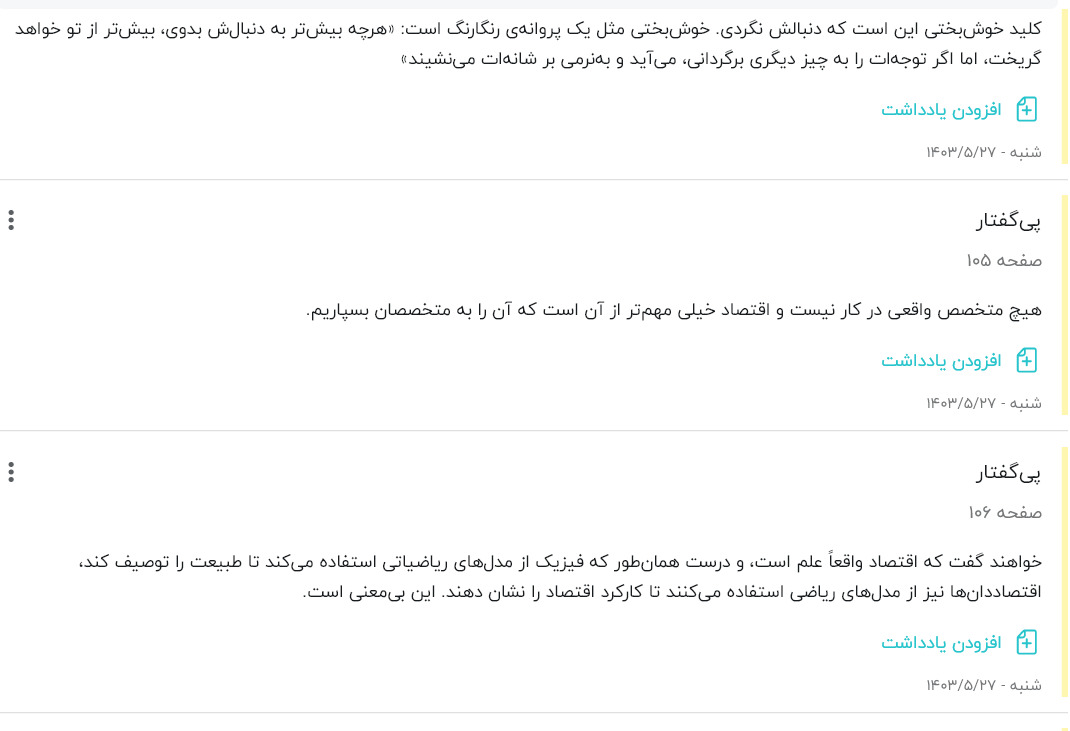 کلید خوش‌بختی این است که دنبالش نگردی. خوش‌بختی مثل یک پروانه‌ی رنگارنگ است: «هرچه بیش‌تر به دنبال‌ش بدوی، بیش‌تر از تو خواهد
گریخت، اما اگر توجه‌ات را به چیز دیگری برگردانی، می‌آید و به‌نرمی بر شانه‌ات می‌نشیند»
افزودن یادداشت
شنبه - ۱۴۰۳/۵/۲۷
پی‌گفتار
صفحه ۱۰۵
هیچ متخصص واقعی در کار نیست و اقتصاد خیلی مهم‌تر از آن است که آن را به متخصصان بسپاریم.
افزودن یادداشت
شنبه - ۱۴۰۳/۵/۲۷
پی‌گفتار
صفحه ۱۰۶
خواهند گفت که اقتصاد واقعاً علم است، و درست همان‌طور که فیزیک از مدل‌های ریاضیاتی استفاده می‌کند تا طبیعت را توصیف کند،
اقتصاددان‌ها نیز از مدل‌های ریاضی استفاده می‌کنند تا کارکرد اقتصاد را نشان دهند. این بی‌معنی است.
افزودن یادداشت
شنبه - ۱۴۰۳/۵/۲۷